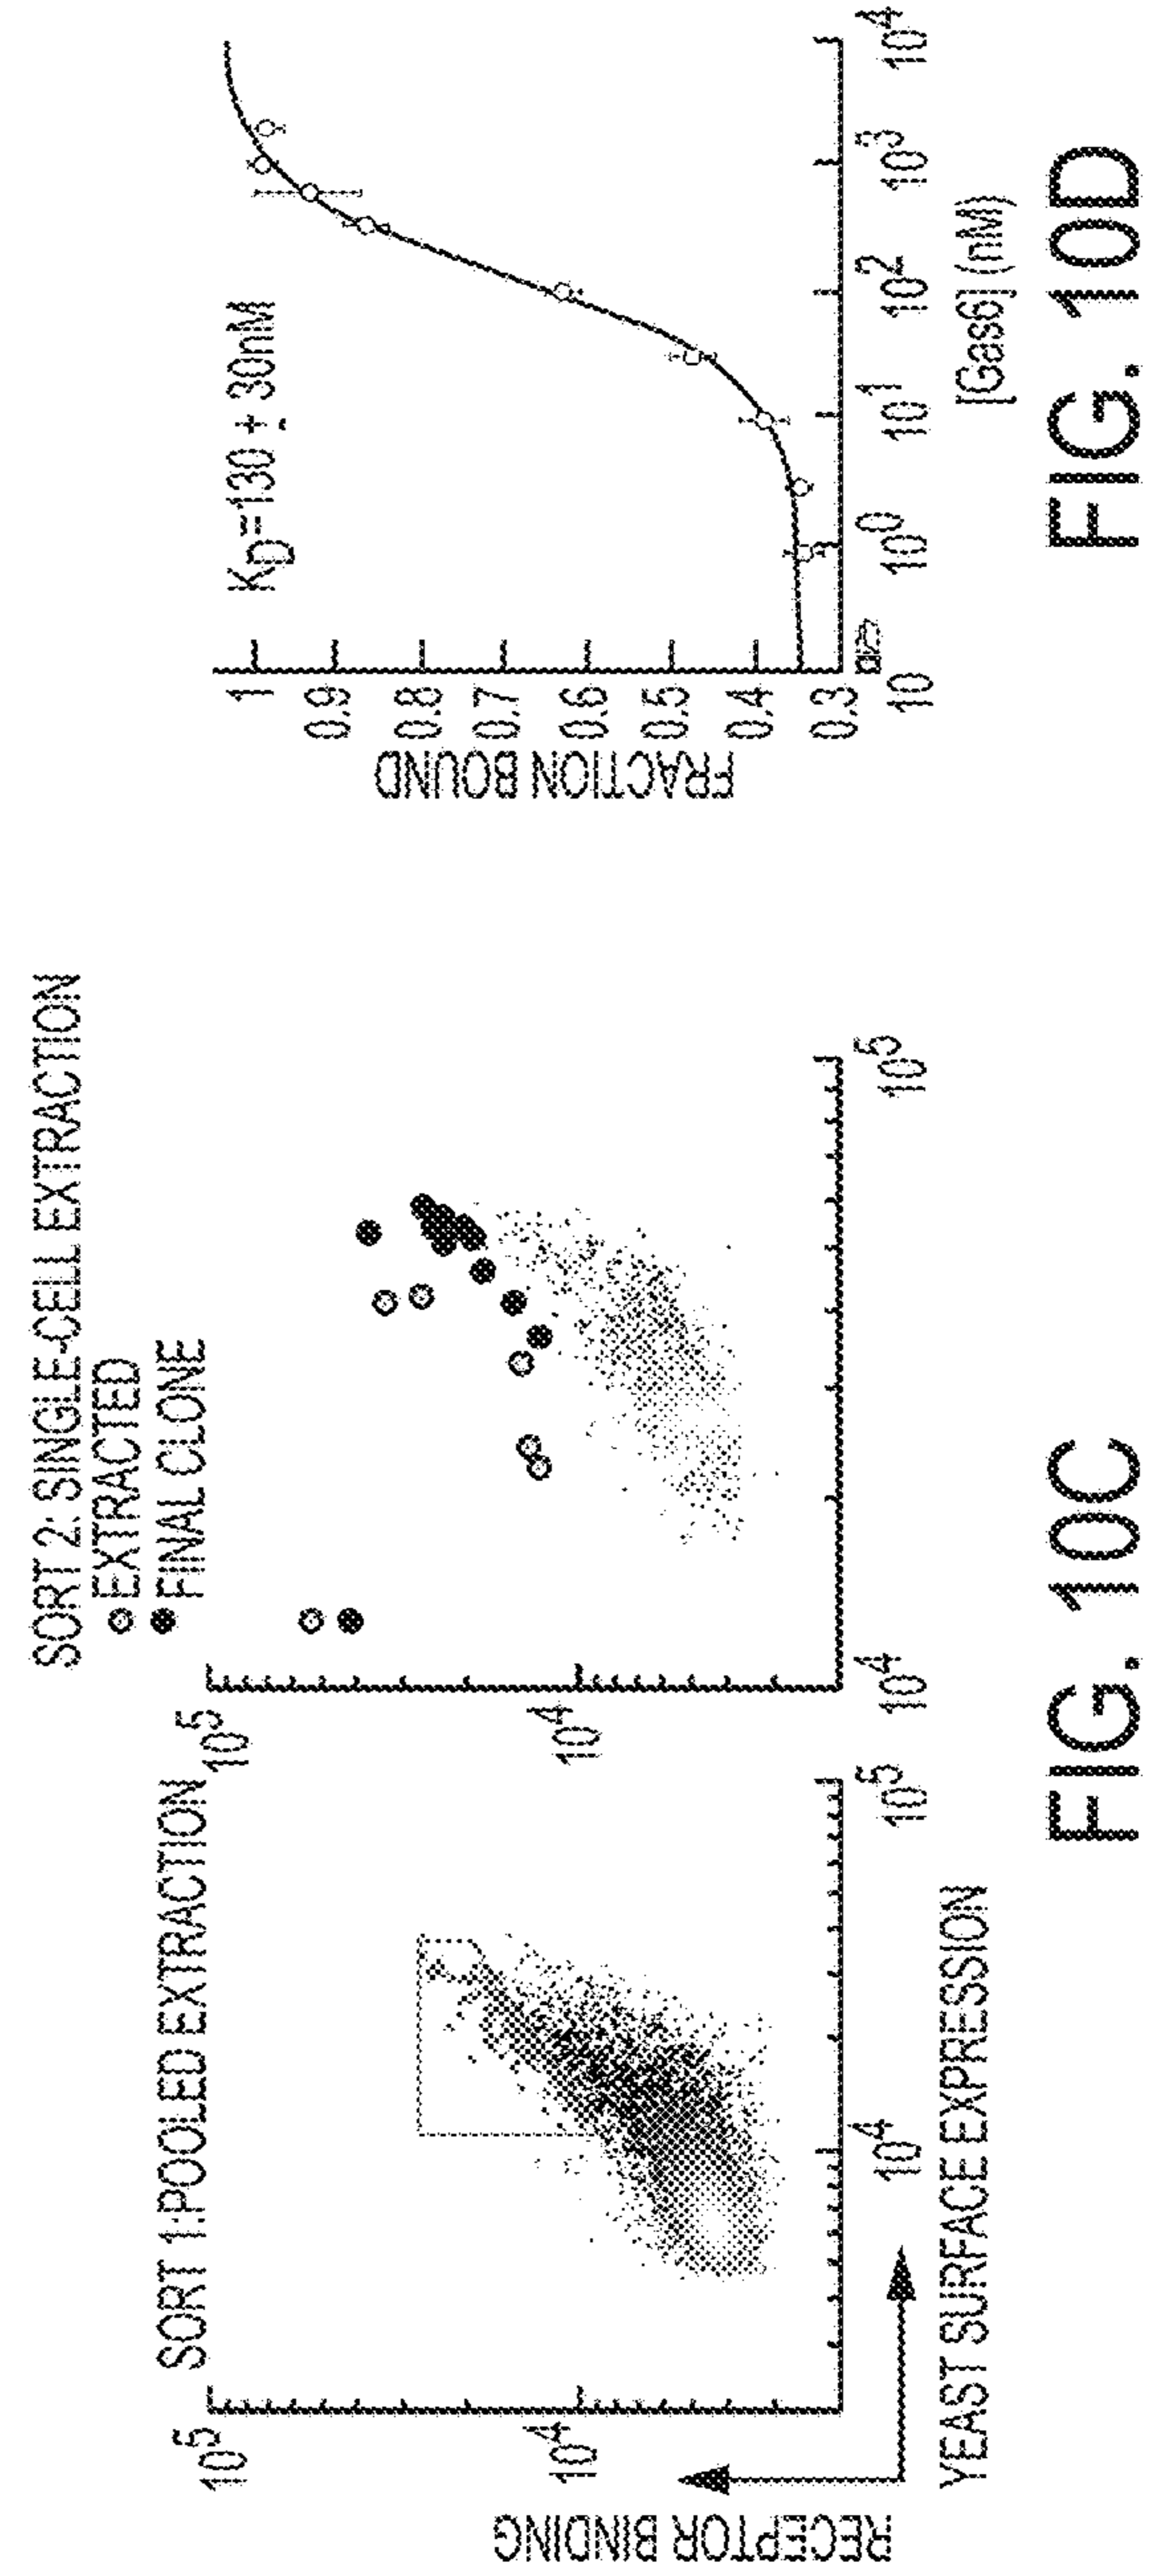 SORT 1:POOLED EXTRACTION
10^5
10^4
RECEPTOR BINDING
10^4
10^5
YEAST SURFACE EXPRESSION
SORT 2: SINGLE-CELL EXTRACTION
EXTRACTED
FINAL CLONE
10^5
10^4
10^4
10^5
FIG. 10C
K_D=130 ± 30nM
1
0.9
0.8
0.7
0.6
0.5
0.4
0.3
FRACTION BOUND
10
10^0
10^1
10^2
10^3
10^4
[Gas6] (nM)
FIG. 10D